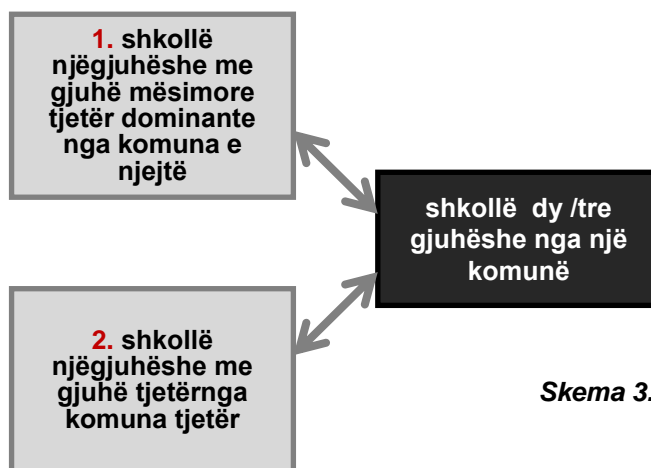 1. shkollë
njëgjuhëshe me
gjuhë mësimore
tjetër dominante
nga komuna e
njejtë
shkollë dy /tre
gjuhëshe nga një
komunë
2. shkollë
njëgjuhëshe me
gjuhë tjetërnga
komuna tjetër
Skema 3.